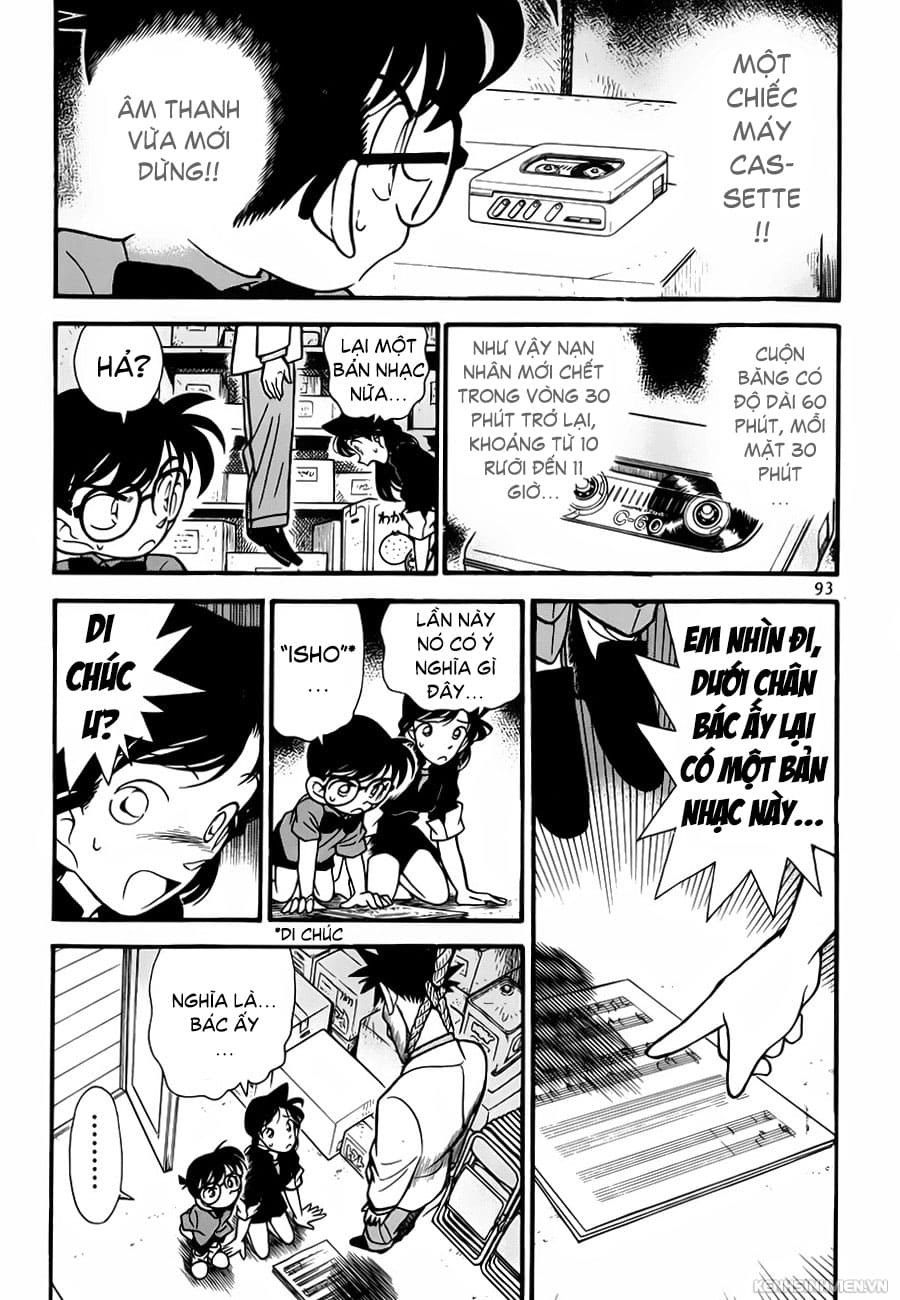 MỘT
CHIẾC
MÁY
CAS-
SETTE
!!
ÂM THANH
VỪA MỚI
DỪNG!!
CUỘN
BĂNG CÓ
ĐỘ DÀI 60
PHÚT, MỖI
MẶT 30
PHÚT
...
NHƯ VẬY NẠN
NHÂN MỚI CHẾT
TRONG VÒNG 30
PHÚT TRỞ LẠI,
KHOẢNG TỪ 10
RƯỠI ĐẾN 11
GIỜ...
C-60
LẠI MỘT
BẢN NHẠC
NỮA...
HẢ?
わか
93
EM NHÌN ĐI,
DƯỚI CHÂN
BÁC ẤY LẠI
CÓ MỘT BẢN
NHẠC NÀY...
LẦN NÀY
NÓ CÓ Ý
NGHĨA GÌ
ĐÂY...
"ISHO"*
...
DI
CHÚC
Ư?
*DI CHÚC
NGHĨA LÀ...
BÁC ẤY
...
........
KENHSINHVIEN.VN